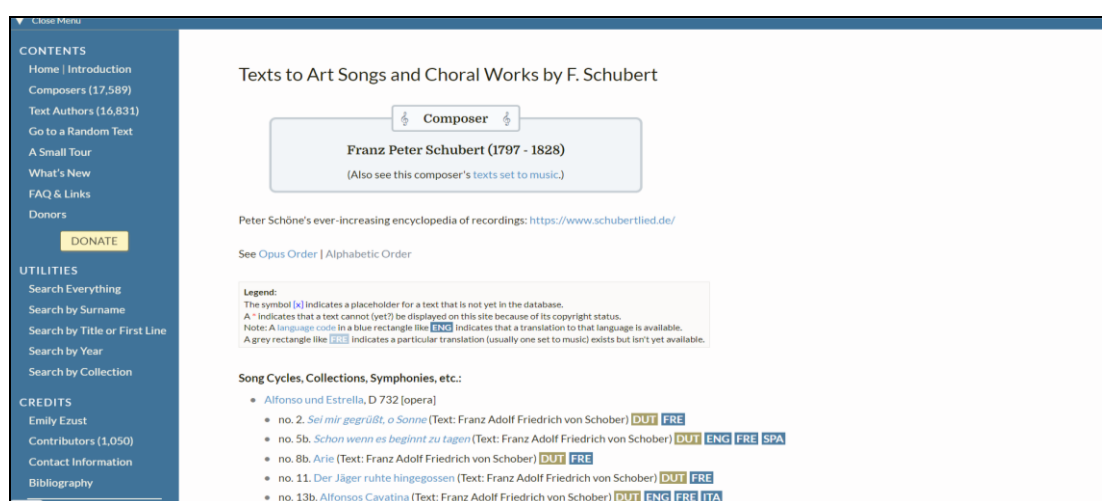 ▼ Close Menu
CONTENTS
Home | Introduction
Composers (17,589)
Text Authors (16,831)
Go to a Random Text
A Small Tour
What's New
FAQ & Links
Donors
DONATE
UTILITIES
Search Everything
Search by Surname
Search by Title or First Line
Search by Year
Search by Collection
CREDITS
Emily Ezust
Contributors (1,050)
Contact Information
Bibliography
Texts to Art Songs and Choral Works by F. Schubert
Composer
Franz Peter Schubert (1797 - 1828)
(Also see this composer's texts set to music.)
Peter Schöne's ever-increasing encyclopedia of recordings: https://www.schubertlied.de/
See Opus Order | Alphabetic Order
Legend:
The symbol [x] indicates a placeholder for a text that is not yet in the database.
A * indicates that a text cannot (yet?) be displayed on this site because of its copyright status.
Note: A language code in a blue rectangle like ENG indicates that a translation to that language is available.
A grey rectangle like FRE indicates a particular translation (usually one set to music) exists but isn't yet available.
Song Cycles, Collections, Symphonies, etc.:
• Alfonso und Estrella, D 732 [opera]
• no. 2. Sei mir gegrüßt, o Sonne (Text: Franz Adolf Friedrich von Schober) DUT FRE
• no. 5b. Schon wenn es beginnt zu tagen (Text: Franz Adolf Friedrich von Schober) DUT ENG FRE SPA
• no. 8b. Arie (Text: Franz Adolf Friedrich von Schober) DUT FRE
• no. 11. Der Jäger ruhte hingegossen (Text: Franz Adolf Friedrich von Schober) DUT FRE
• no. 13b. Alfonsos Cavatina (Text: Franz Adolf Friedrich von Schober) DUT ENG FRE ITA